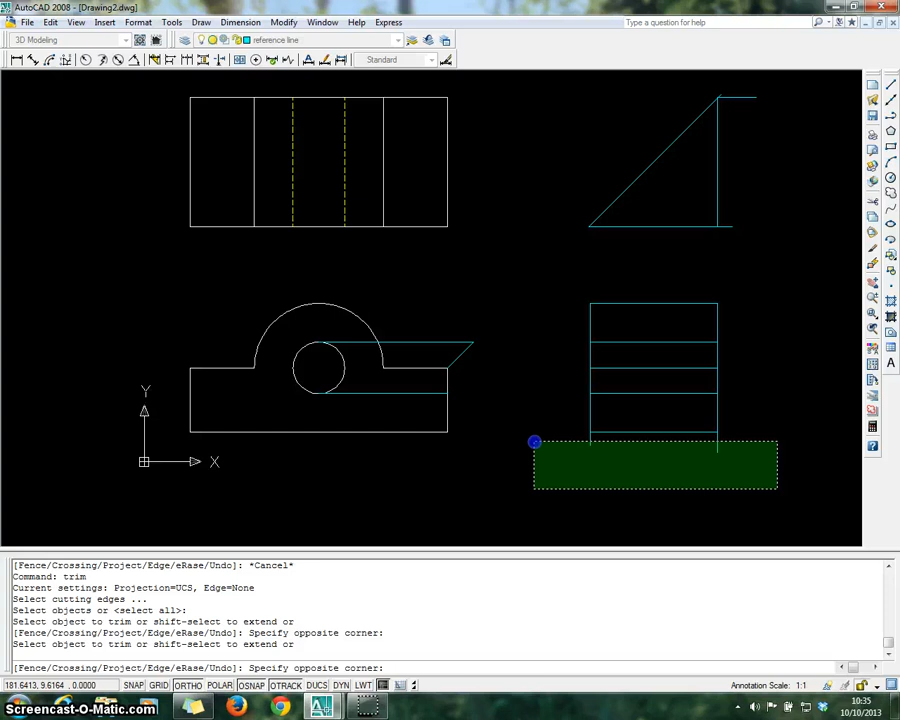 AutoCAD 2008 - [Drawing2.dwg]
File Edit View Insert Format Tools Draw Dimension Modify Window Help Express
Type a question for help
3D Modeling
reference line
Standard
Y
X
A
[Fence/Crossing/Project/Edge/eRase/Undo]: *Cancel*
Command: trim
Current settings: Projection=UCS, Edge=None
Select cutting edges ...
Select objects or <select all>:
Select object to trim or shift-select to extend or
[Fence/Crossing/Project/Edge/eRase/Undo]: Specify opposite corner:
Select object to trim or shift-select to extend or
[Fence/Crossing/Project/Edge/eRase/Undo]: Specify opposite corner:
181.6413, 9.6164, 0.0000
SNAP GRID ORTHO POLAR OSNAP OTRACK DUCS DYN LWT
Annotation Scale: 1:1
Screencast-O-Matic.com
10:35
10/10/2013